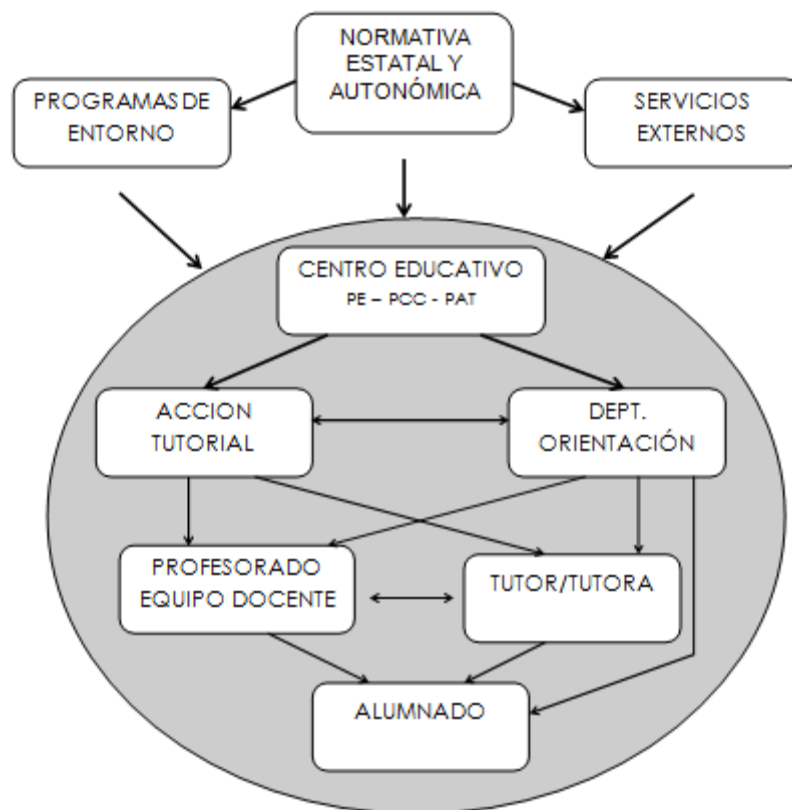 NORMATIVA
ESTATAL Y
AUTONÓMICA
PROGRAMAS DE
ENTORNO
SERVICIOS
EXTERNOS
CENTRO EDUCATIVO
PE – PCC - PAT
ACCION
TUTORIAL
DEPT.
ORIENTACIÓN
PROFESORADO
EQUIPO DOCENTE
TUTOR/TUTORA
ALUMNADO